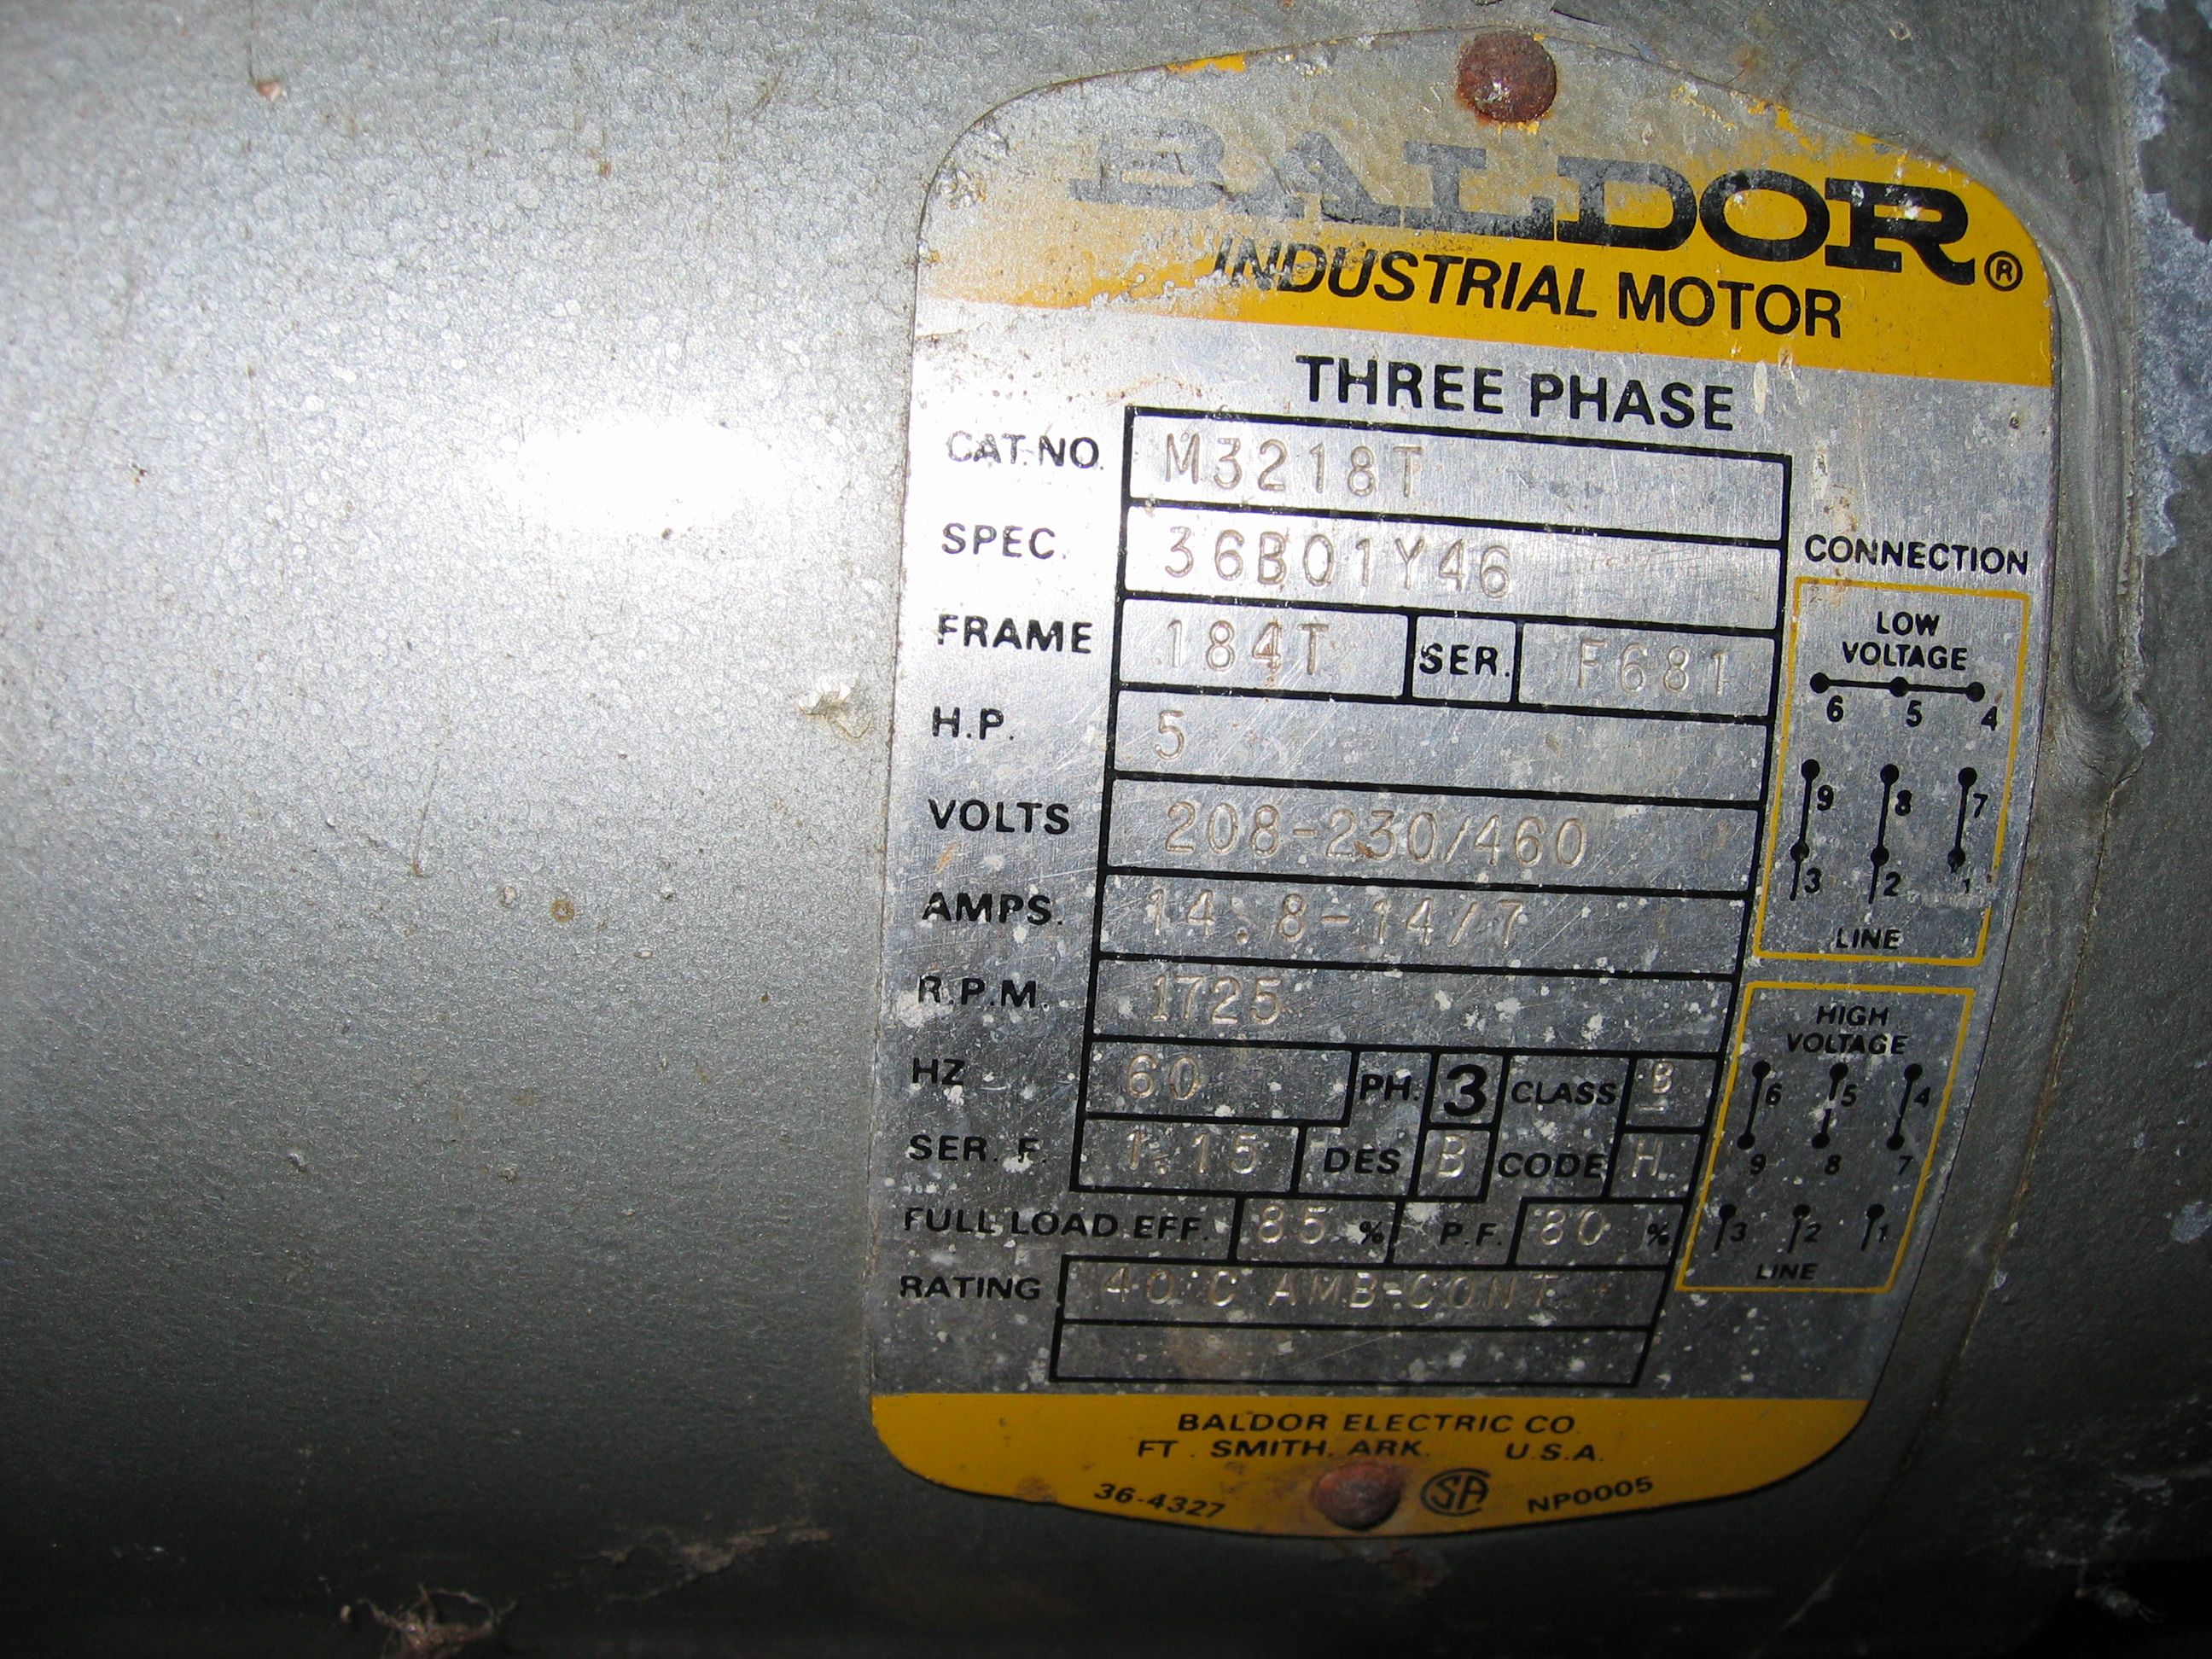 BALDOR®
INDUSTRIAL MOTOR
THREE PHASE
CAT. NO. M3218T
SPEC. 36B01Y46
FRAME 184T SER. F681
H.P. 5
VOLTS 208-230/460
AMPS. 14.8-14/7
R.P.M. 1725
HZ 60 PH. 3 CLASS B
SER. F. 1.15 DES B CODE H
FULL LOAD EFF. 85 % P.F. 80 %
RATING 40°C AMB-CONT
CONNECTION
LOW
VOLTAGE
6 5 4
9 8 7
3 2 1
LINE
HIGH
VOLTAGE
6 5 4
9 8 7
3 2 1
LINE
BALDOR ELECTRIC CO.
FT. SMITH, ARK. U.S.A.
36-4327 SA NP0005